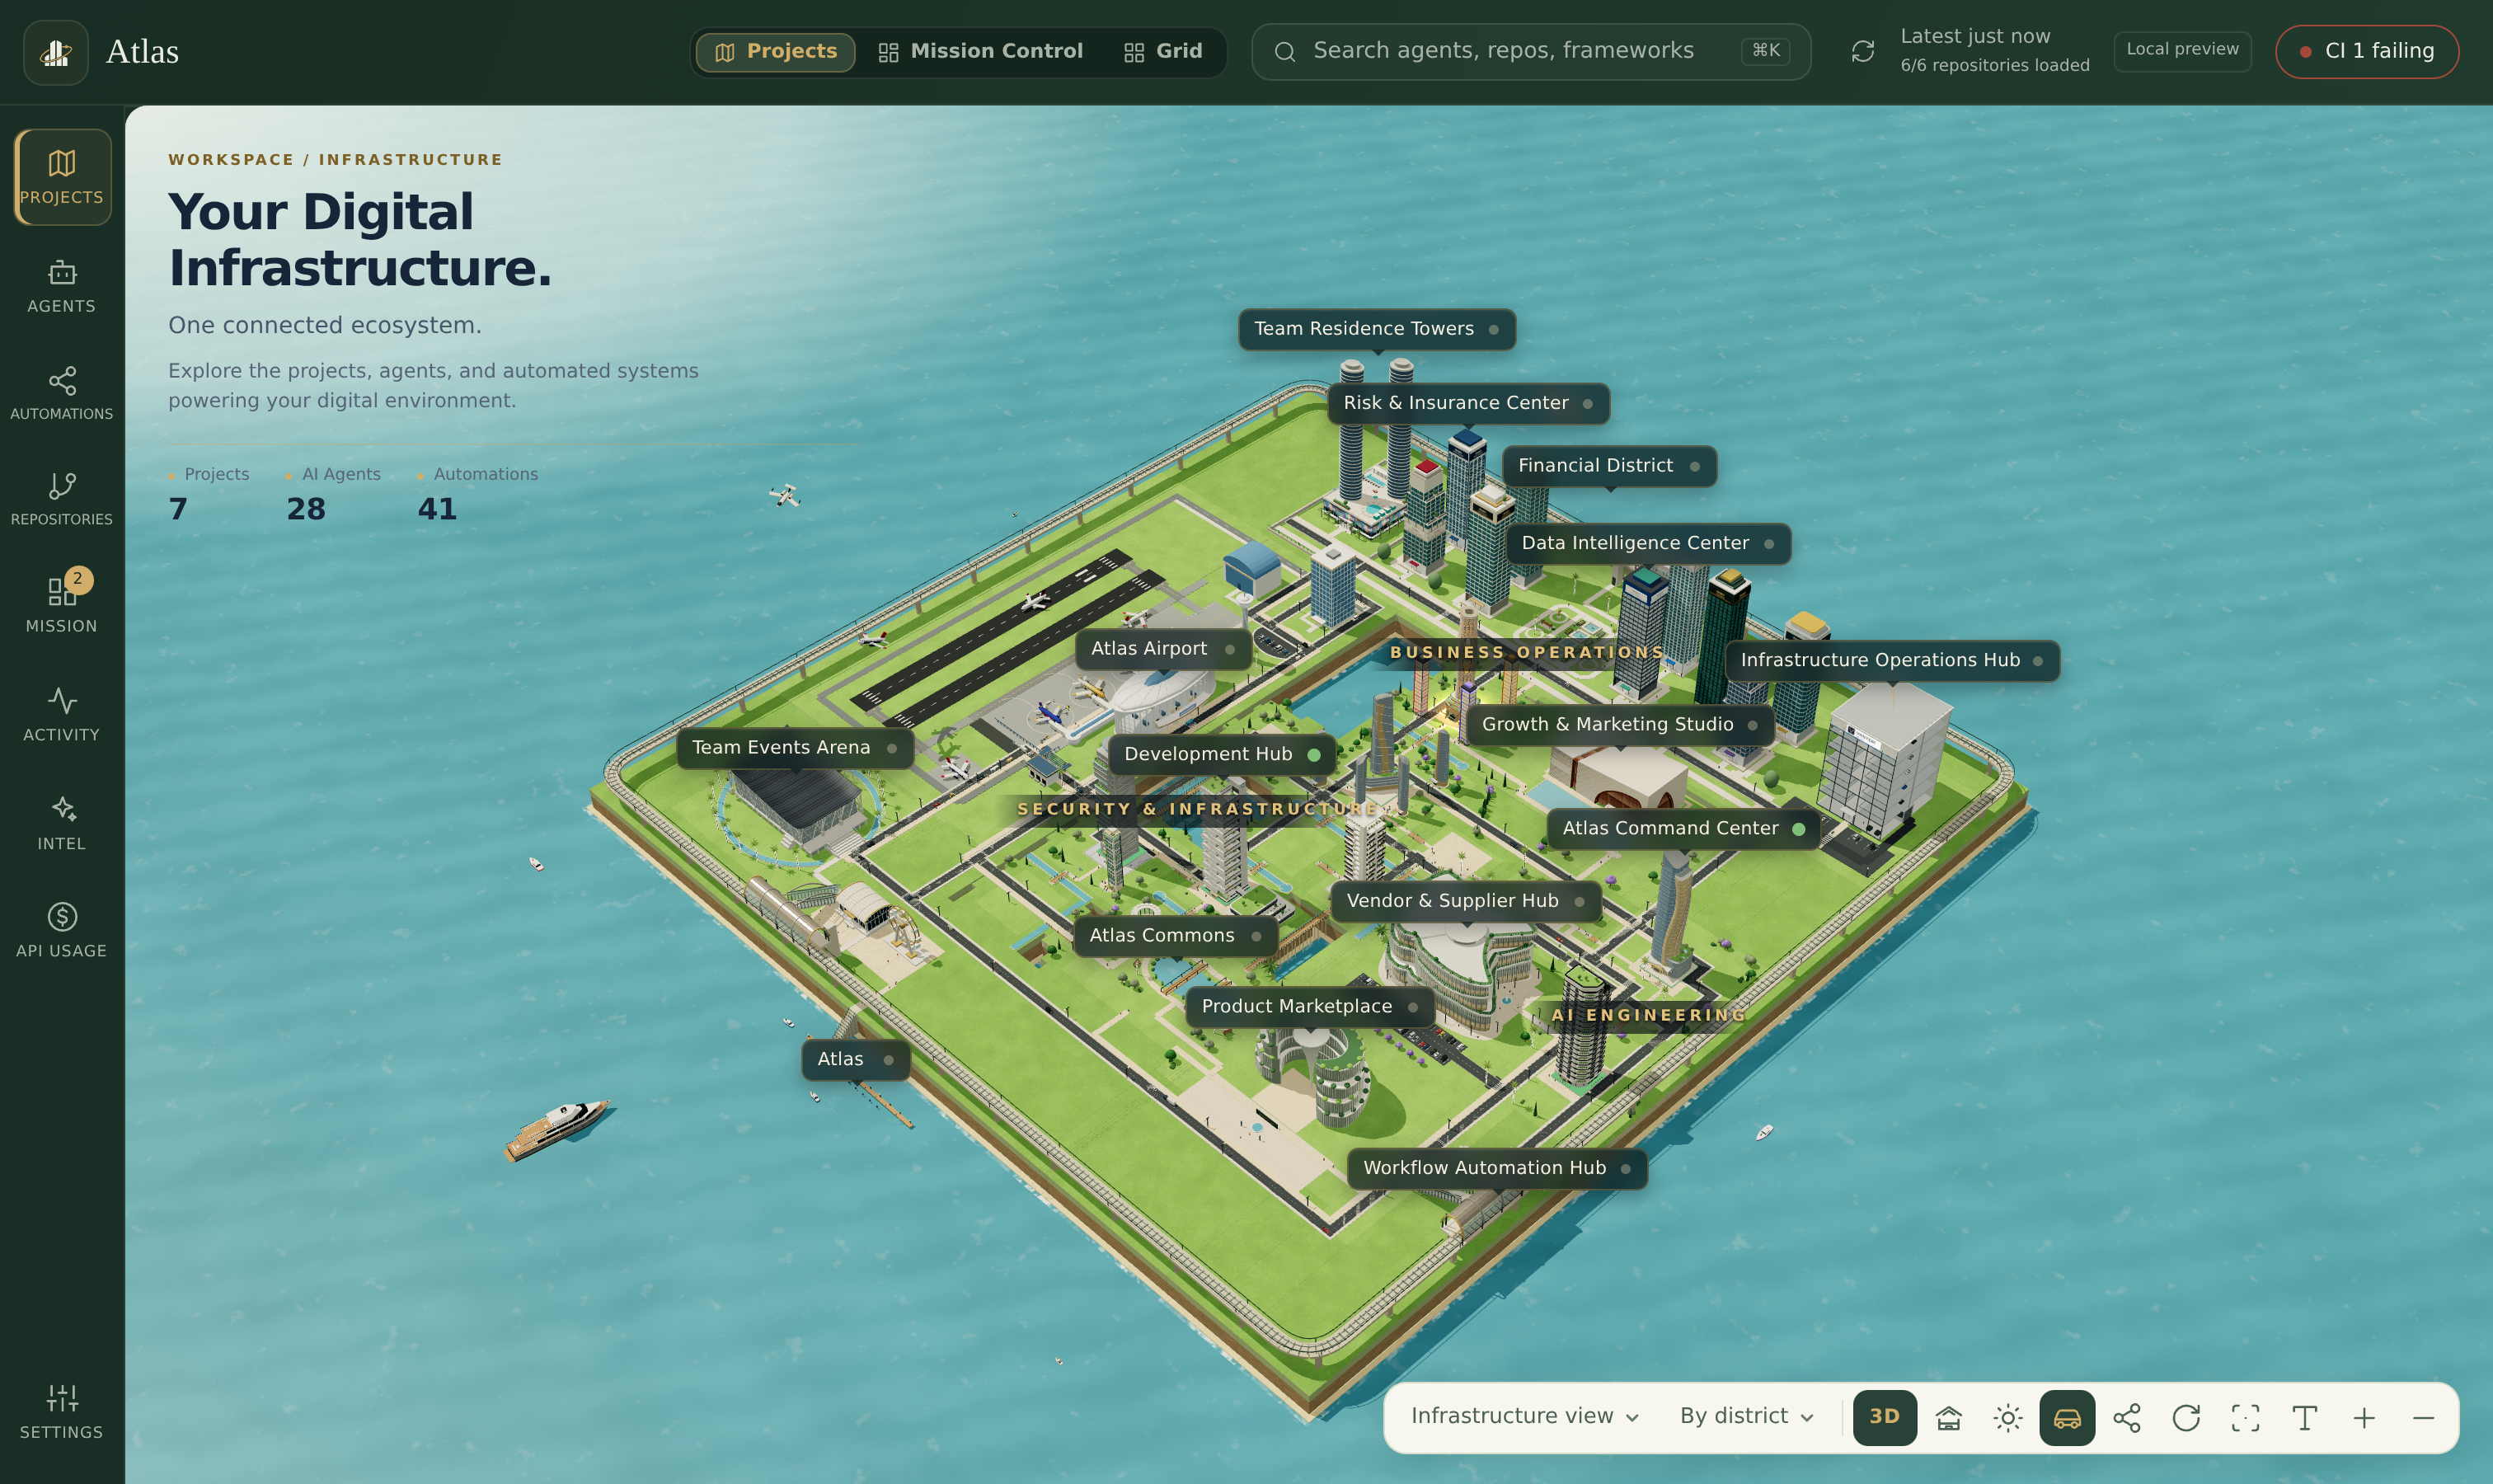 Atlas
Projects
Mission Control
Grid
Search agents, repos, frameworks
⌘K
Latest just now
6/6 repositories loaded
Local preview
CI 1 failing
PROJECTS
AGENTS
AUTOMATIONS
REPOSITORIES
2
MISSION
ACTIVITY
INTEL
API USAGE
SETTINGS
WORKSPACE / INFRASTRUCTURE
Your Digital
Infrastructure.
One connected ecosystem.
Explore the projects, agents, and automated systems
powering your digital environment.
Projects
7
AI Agents
28
Automations
41
Team Residence Towers
Risk & Insurance Center
Financial District
Data Intelligence Center
Atlas Airport
BUSINESS OPERATIONS
Infrastructure Operations Hub
Growth & Marketing Studio
Team Events Arena
Development Hub
SECURITY & INFRASTRUCTURE
Atlas Command Center
Vendor & Supplier Hub
Atlas Commons
Product Marketplace
AI ENGINEERING
Atlas
Workflow Automation Hub
Infrastructure view
By district
3D